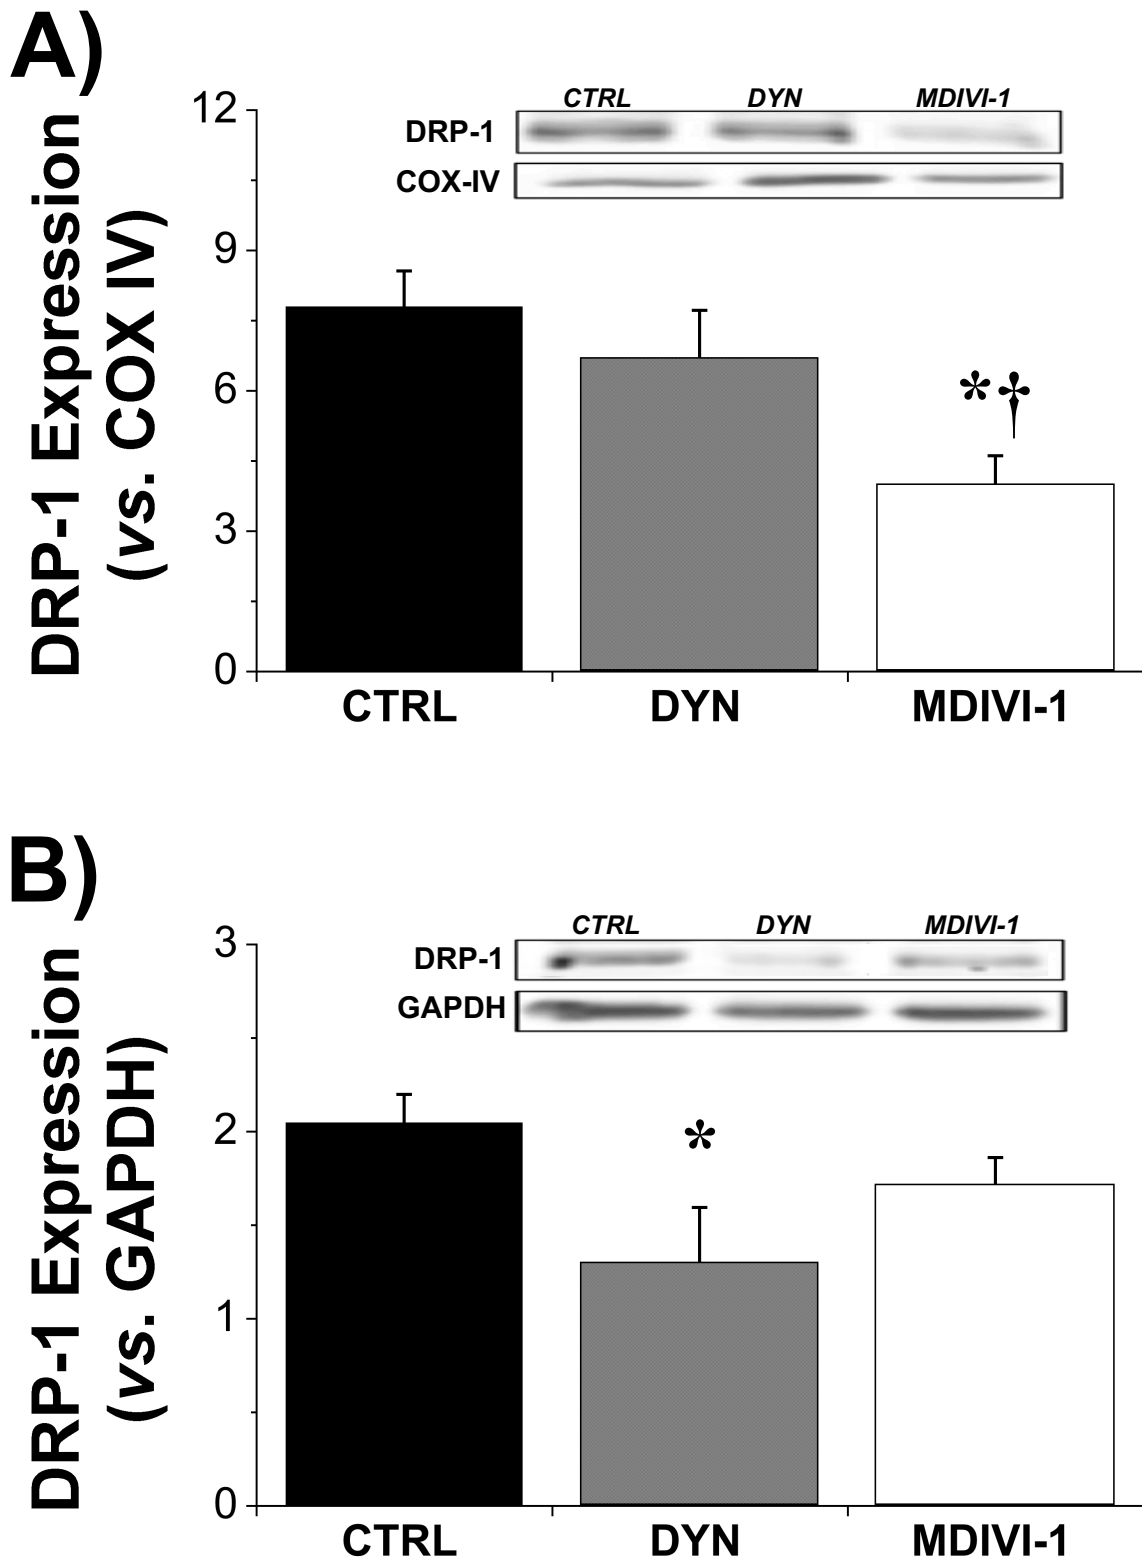 A)
DRP-1 Expression
(vs. COX IV)
12
9
6
3
0
CTRL DYN MDIVI-1
DRP-1
COX-IV
*†
CTRL DYN MDIVI-1
B)
DRP-1 Expression
(vs. GAPDH)
3
2
1
0
CTRL DYN MDIVI-1
DRP-1
GAPDH
*
CTRL DYN MDIVI-1